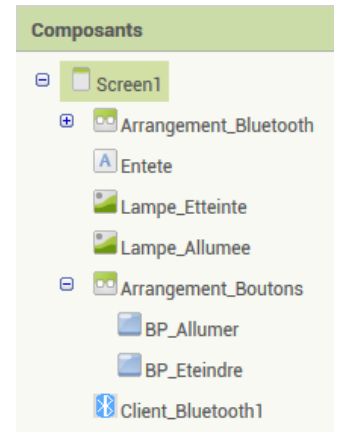 Composants
Screen1
Arrangement_Bluetooth
A Entete
Lampe_Etteinte
Lampe_Allumee
Arrangement_Boutons
BP_Allumer
BP_Eteindre
Client_Bluetooth1